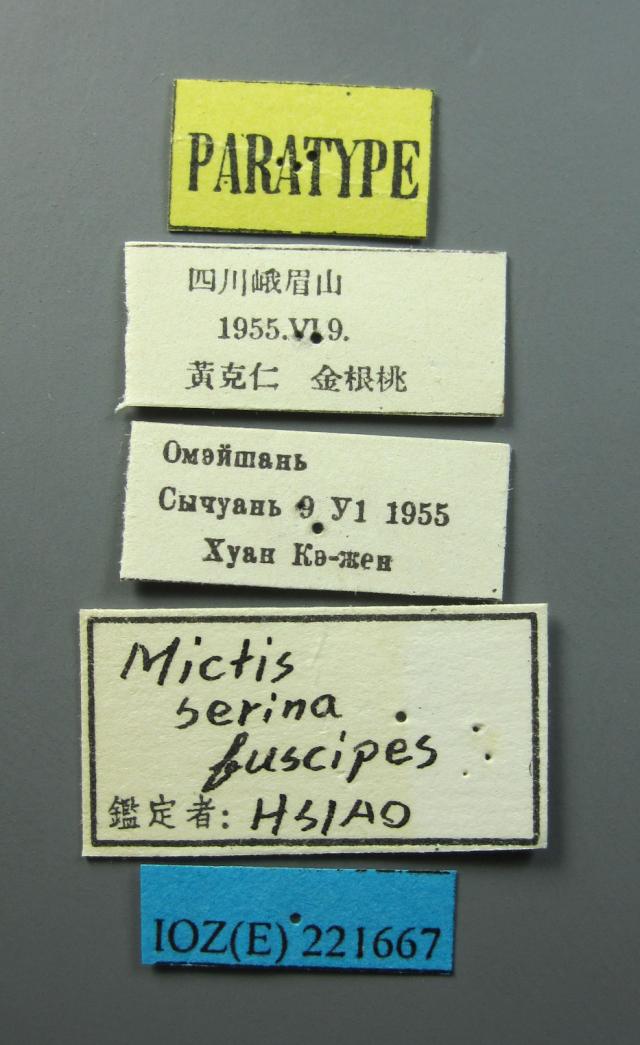 PARATYPE
四川峨眉山
1955.VI.9.
黃克仁 金根桃
Омэйшань
Сычуань 9 У1 1955
Хуан Кэ-жен
Mictis
serina
fuscipes
鑑定者: HSIAO
IOZ(E) 221667